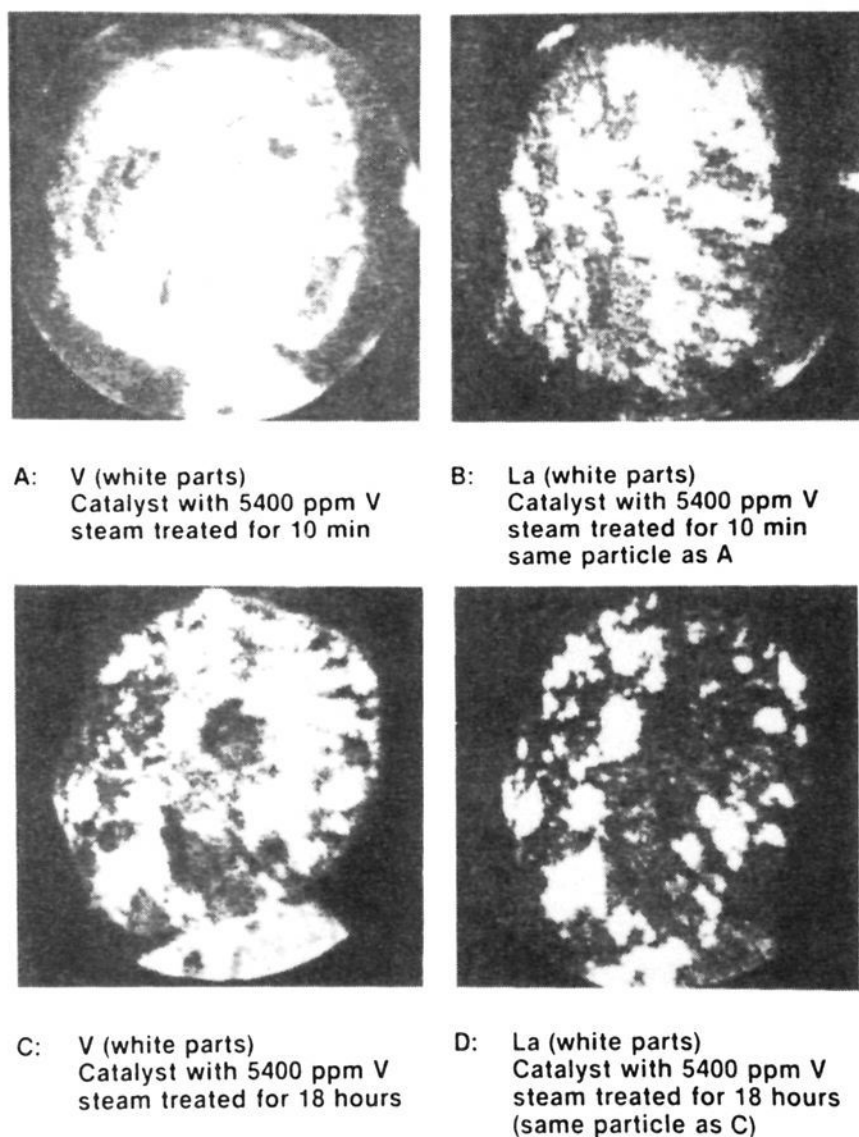 A: V (white parts)
Catalyst with 5400 ppm V
steam treated for 10 min
B: La (white parts)
Catalyst with 5400 ppm V
steam treated for 10 min
same particle as A
C: V (white parts)
Catalyst with 5400 ppm V
steam treated for 18 hours
D: La (white parts)
Catalyst with 5400 ppm V
steam treated for 18 hours
(same particle as C)